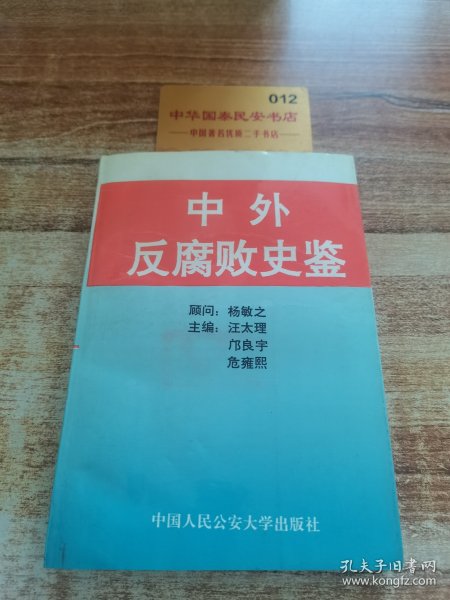 012
中华国泰民安书店
中国著名优质二手书店
中外
反腐败史鉴
顾问：杨敏之
主编：汪太理
邝良宇
危雍熙
中国人民公安大学出版社
孔夫子旧书网
www.kongfz.com